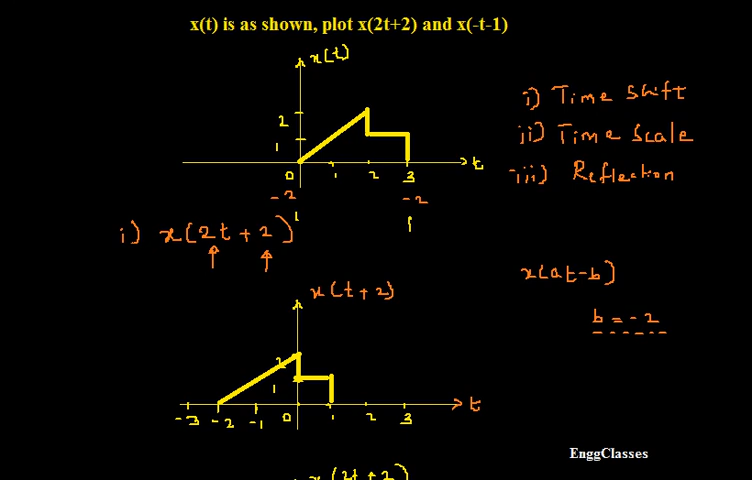 x(t) is as shown, plot x(2t+2) and x(-t-1)
x(t)
i) Time Shift
ii) Time Scale
iii) Reflection
2
1
0 1 2 3 t
-2 -2
i) x(2t+2)
x(at-b)
b = -2
x(t+2)
2
1
-3 -2 -1 0 1 2 3 t
EnggClasses
x(2t+2)